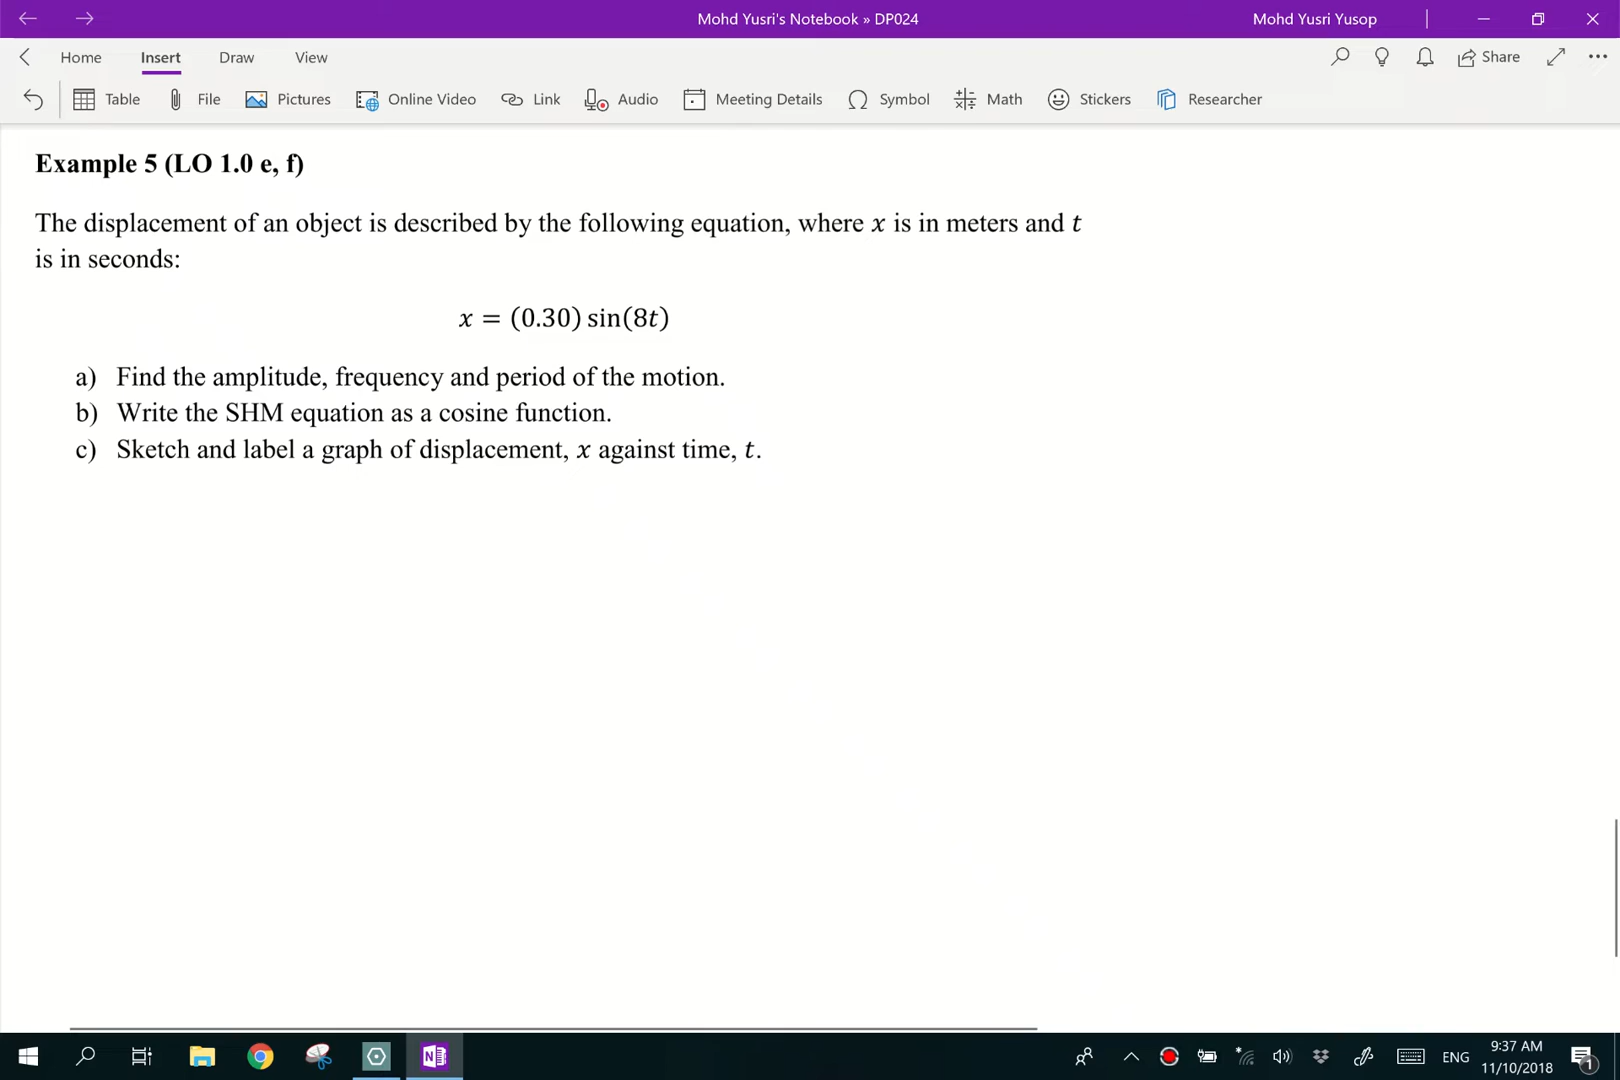 Mohd Yusri's Notebook » DP024
Mohd Yusri Yusop
Home Insert Draw View
Share
Table File Pictures Online Video Link Audio Meeting Details Symbol Math Stickers Researcher
Example 5 (LO 1.0 e, f)
The displacement of an object is described by the following equation, where x is in meters and t
is in seconds:
x = (0.30) sin(8t)
a) Find the amplitude, frequency and period of the motion.
b) Write the SHM equation as a cosine function.
c) Sketch and label a graph of displacement, x against time, t.
N
ENG
9:37 AM
11/10/2018
1